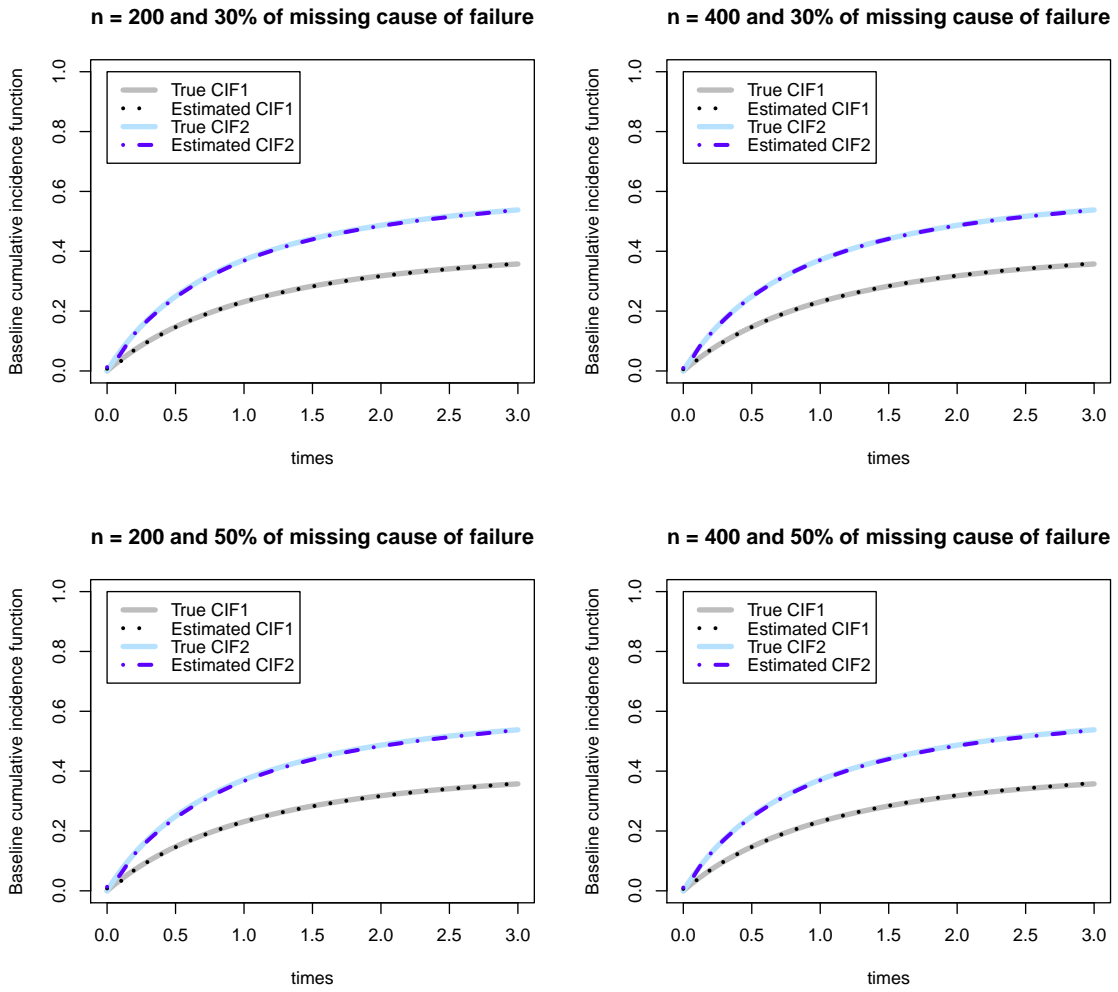 n = 200 and 30% of missing cause of failure
Baseline cumulative incidence function
1.0
0.8
0.6
0.4
0.2
0.0
True CIF1
Estimated CIF1
True CIF2
Estimated CIF2
0.0 0.5 1.0 1.5 2.0 2.5 3.0
times
n = 400 and 30% of missing cause of failure
Baseline cumulative incidence function
1.0
0.8
0.6
0.4
0.2
0.0
True CIF1
Estimated CIF1
True CIF2
Estimated CIF2
0.0 0.5 1.0 1.5 2.0 2.5 3.0
times
n = 200 and 50% of missing cause of failure
Baseline cumulative incidence function
1.0
0.8
0.6
0.4
0.2
0.0
True CIF1
Estimated CIF1
True CIF2
Estimated CIF2
0.0 0.5 1.0 1.5 2.0 2.5 3.0
times
n = 400 and 50% of missing cause of failure
Baseline cumulative incidence function
1.0
0.8
0.6
0.4
0.2
0.0
True CIF1
Estimated CIF1
True CIF2
Estimated CIF2
0.0 0.5 1.0 1.5 2.0 2.5 3.0
times